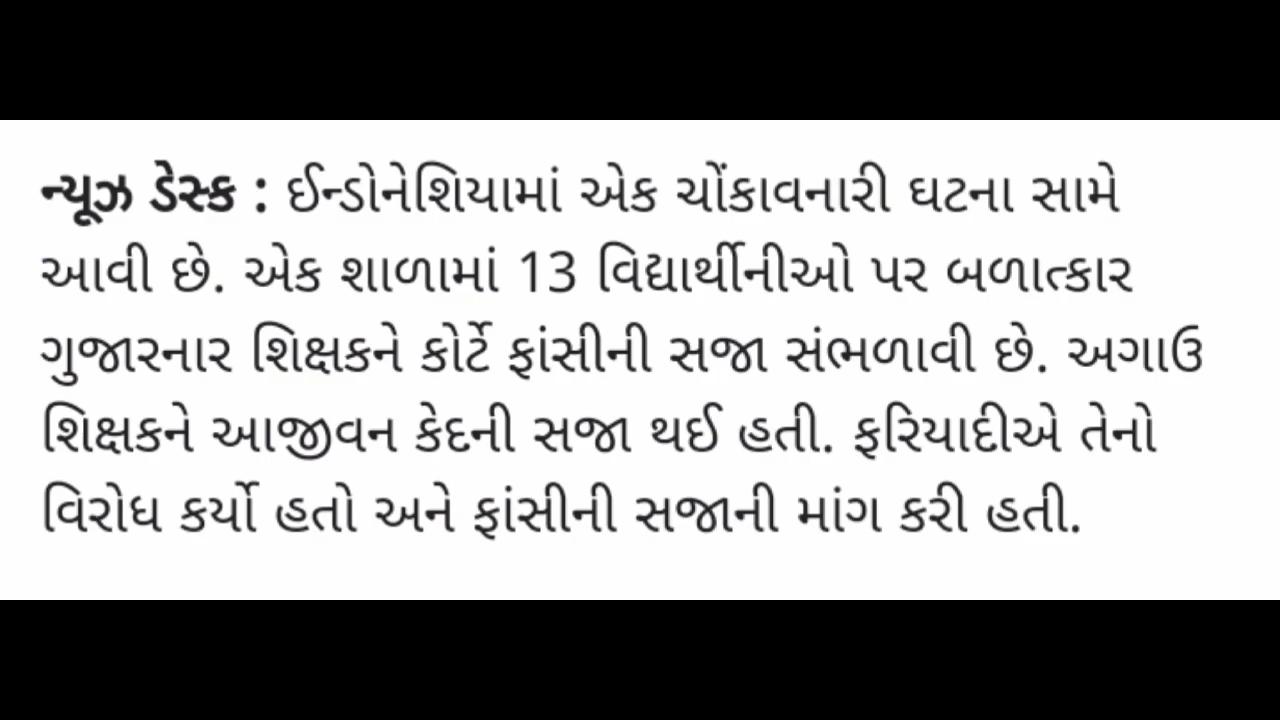 ન્યૂઝ ડેસ્ક : ઈન્ડોનેશિયામાં એક ચોંકાવનારી ઘટના સામે
આવી છે. એક શાળામાં 13 વિદ્યાર્થીનીઓ પર બળાત્કાર
ગુજારનાર શિક્ષકને કોર્ટે ફાંસીની સજા સંભળાવી છે. અગાઉ
શિક્ષકને આજીવન કેદની સજા થઈ હતી. ફરિયાદીએ તેનો
વિરોધ કર્યો હતો અને ફાંસીની સજાની માંગ કરી હતી.